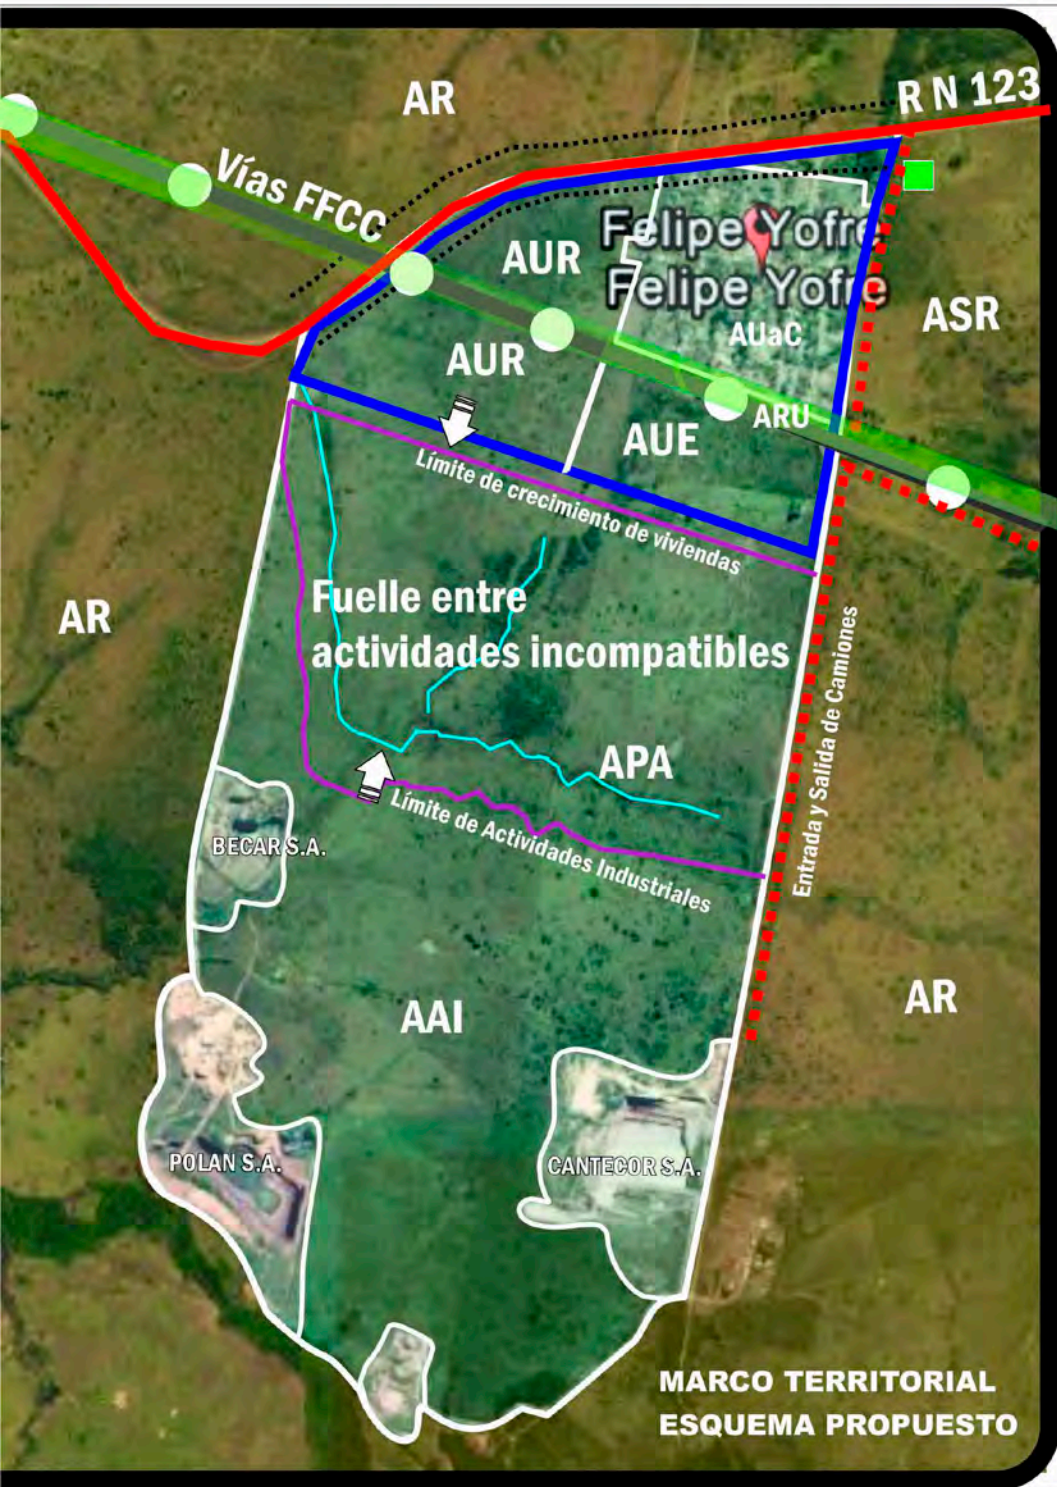 AR
R N 123
Vías FFCC
Felipe Yofre
AUR
Felipe Yofre
ASR
AUaC
AUR
ARU
AUE
Límite de crecimiento de viviendas
Fuelle entre
actividades incompatibles
AR
Entrada y Salida de Camiones
APA
Límite de Actividades Industriales
BECAR S.A.
AAI
AR
POLAN S.A.
CANTECOR S.A.
MARCO TERRITORIAL
ESQUEMA PROPUESTO